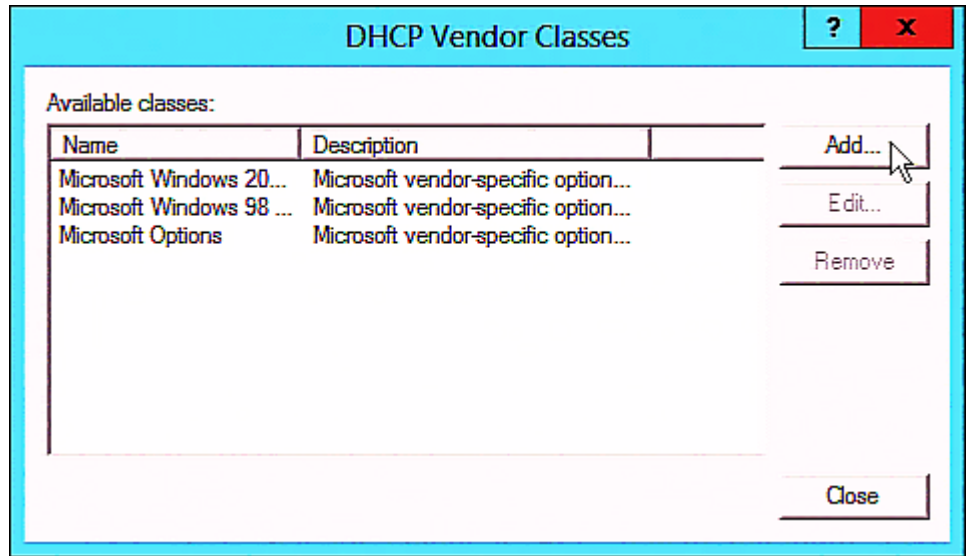 DHCP Vendor Classes
? x
Available classes:
Name Description
Add...
Microsoft Windows 20... Microsoft vendor-specific option...
Microsoft Windows 98 ... Microsoft vendor-specific option...
Edit...
Microsoft Options Microsoft vendor-specific option...
Remove
Close